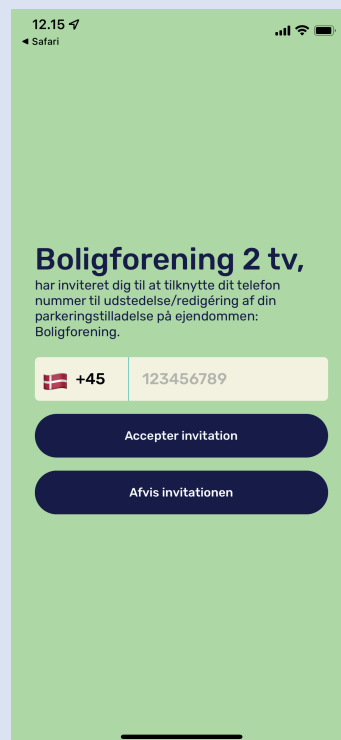 12.15
◀ Safari
Boligforening 2 tv,
har inviteret dig til at tilknytte dit telefon
nummer til udstedelse/redigéring af din
parkeringstilladelse på ejendommen:
Boligforening.
+45 123456789
Accepter invitation
Afvis invitationen